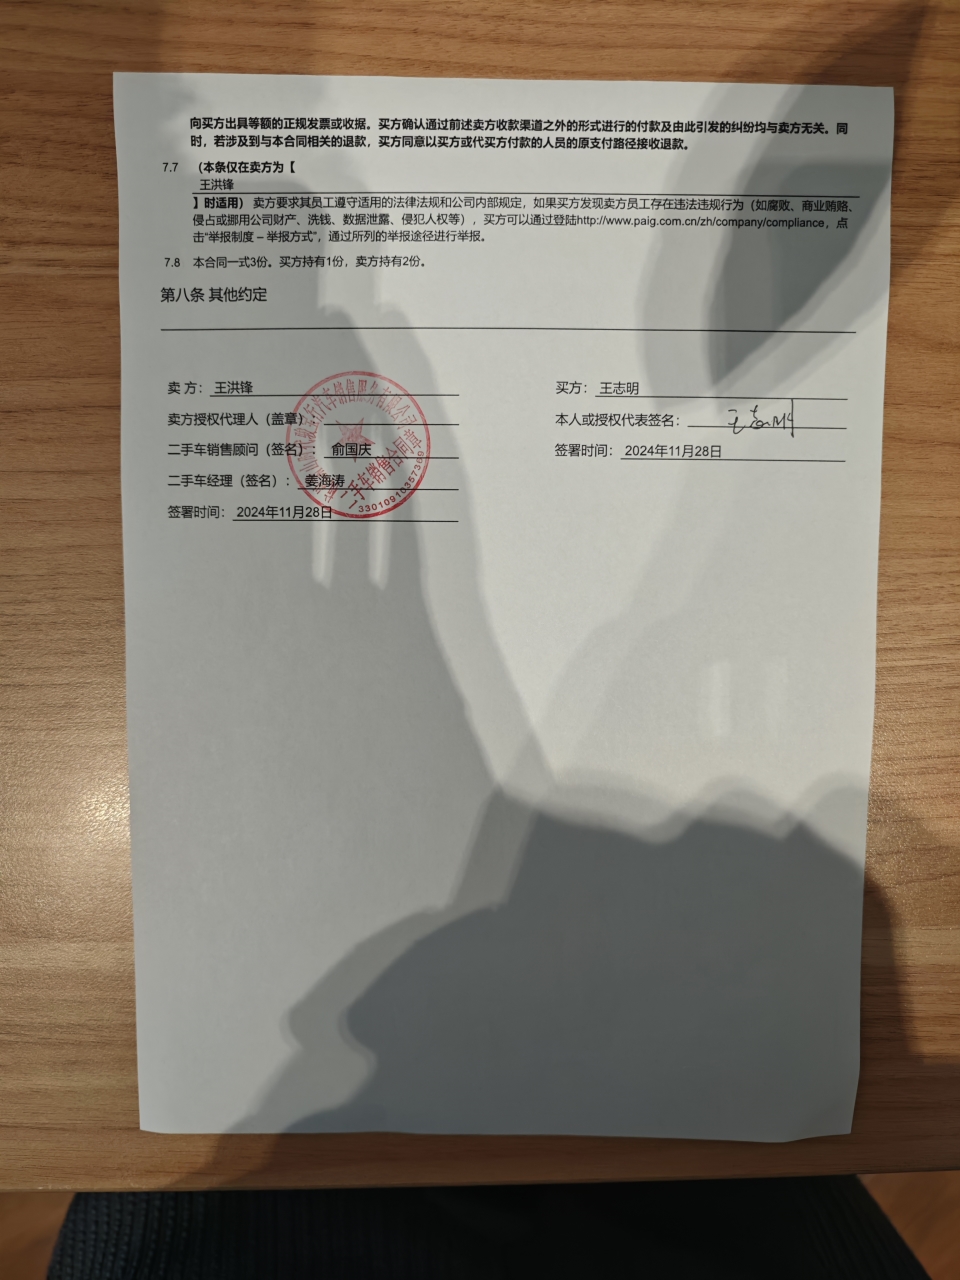 向买方出具等额的正规发票或收据。买方确认通过前述卖方收款渠道之外的形式进行的付款及由此引发的纠纷均与卖方无关。同
时，若涉及到与本合同相关的退款，买方同意以买方或代买方付款的人员的原支付路径接收退款。
7.7 （本条仅在卖方为【
王洪锋
】时适用）卖方要求其员工遵守适用的法律法规和公司内部规定，如果买方发现卖方员工存在违法违规行为（如腐败、商业贿赂、
侵占或挪用公司财产、洗钱、数据泄露、侵犯人权等），买方可以通过登陆http://www.paig.com.cn/zh/company/compliance，点
击“举报制度 – 举报方式”，通过所列的举报途径进行举报。
7.8 本合同一式3份。买方持有1份，卖方持有2份。
第八条 其他约定
卖 方： 王洪锋
买方： 王志明
卖方授权代理人（盖章）：
本人或授权代表签名： 王志明
二手车销售顾问（签名）： 俞国庆
签署时间： 2024年11月28日
二手车经理（签名）： 姜海涛
签署时间： 2024年11月28日
二手车销售合同章